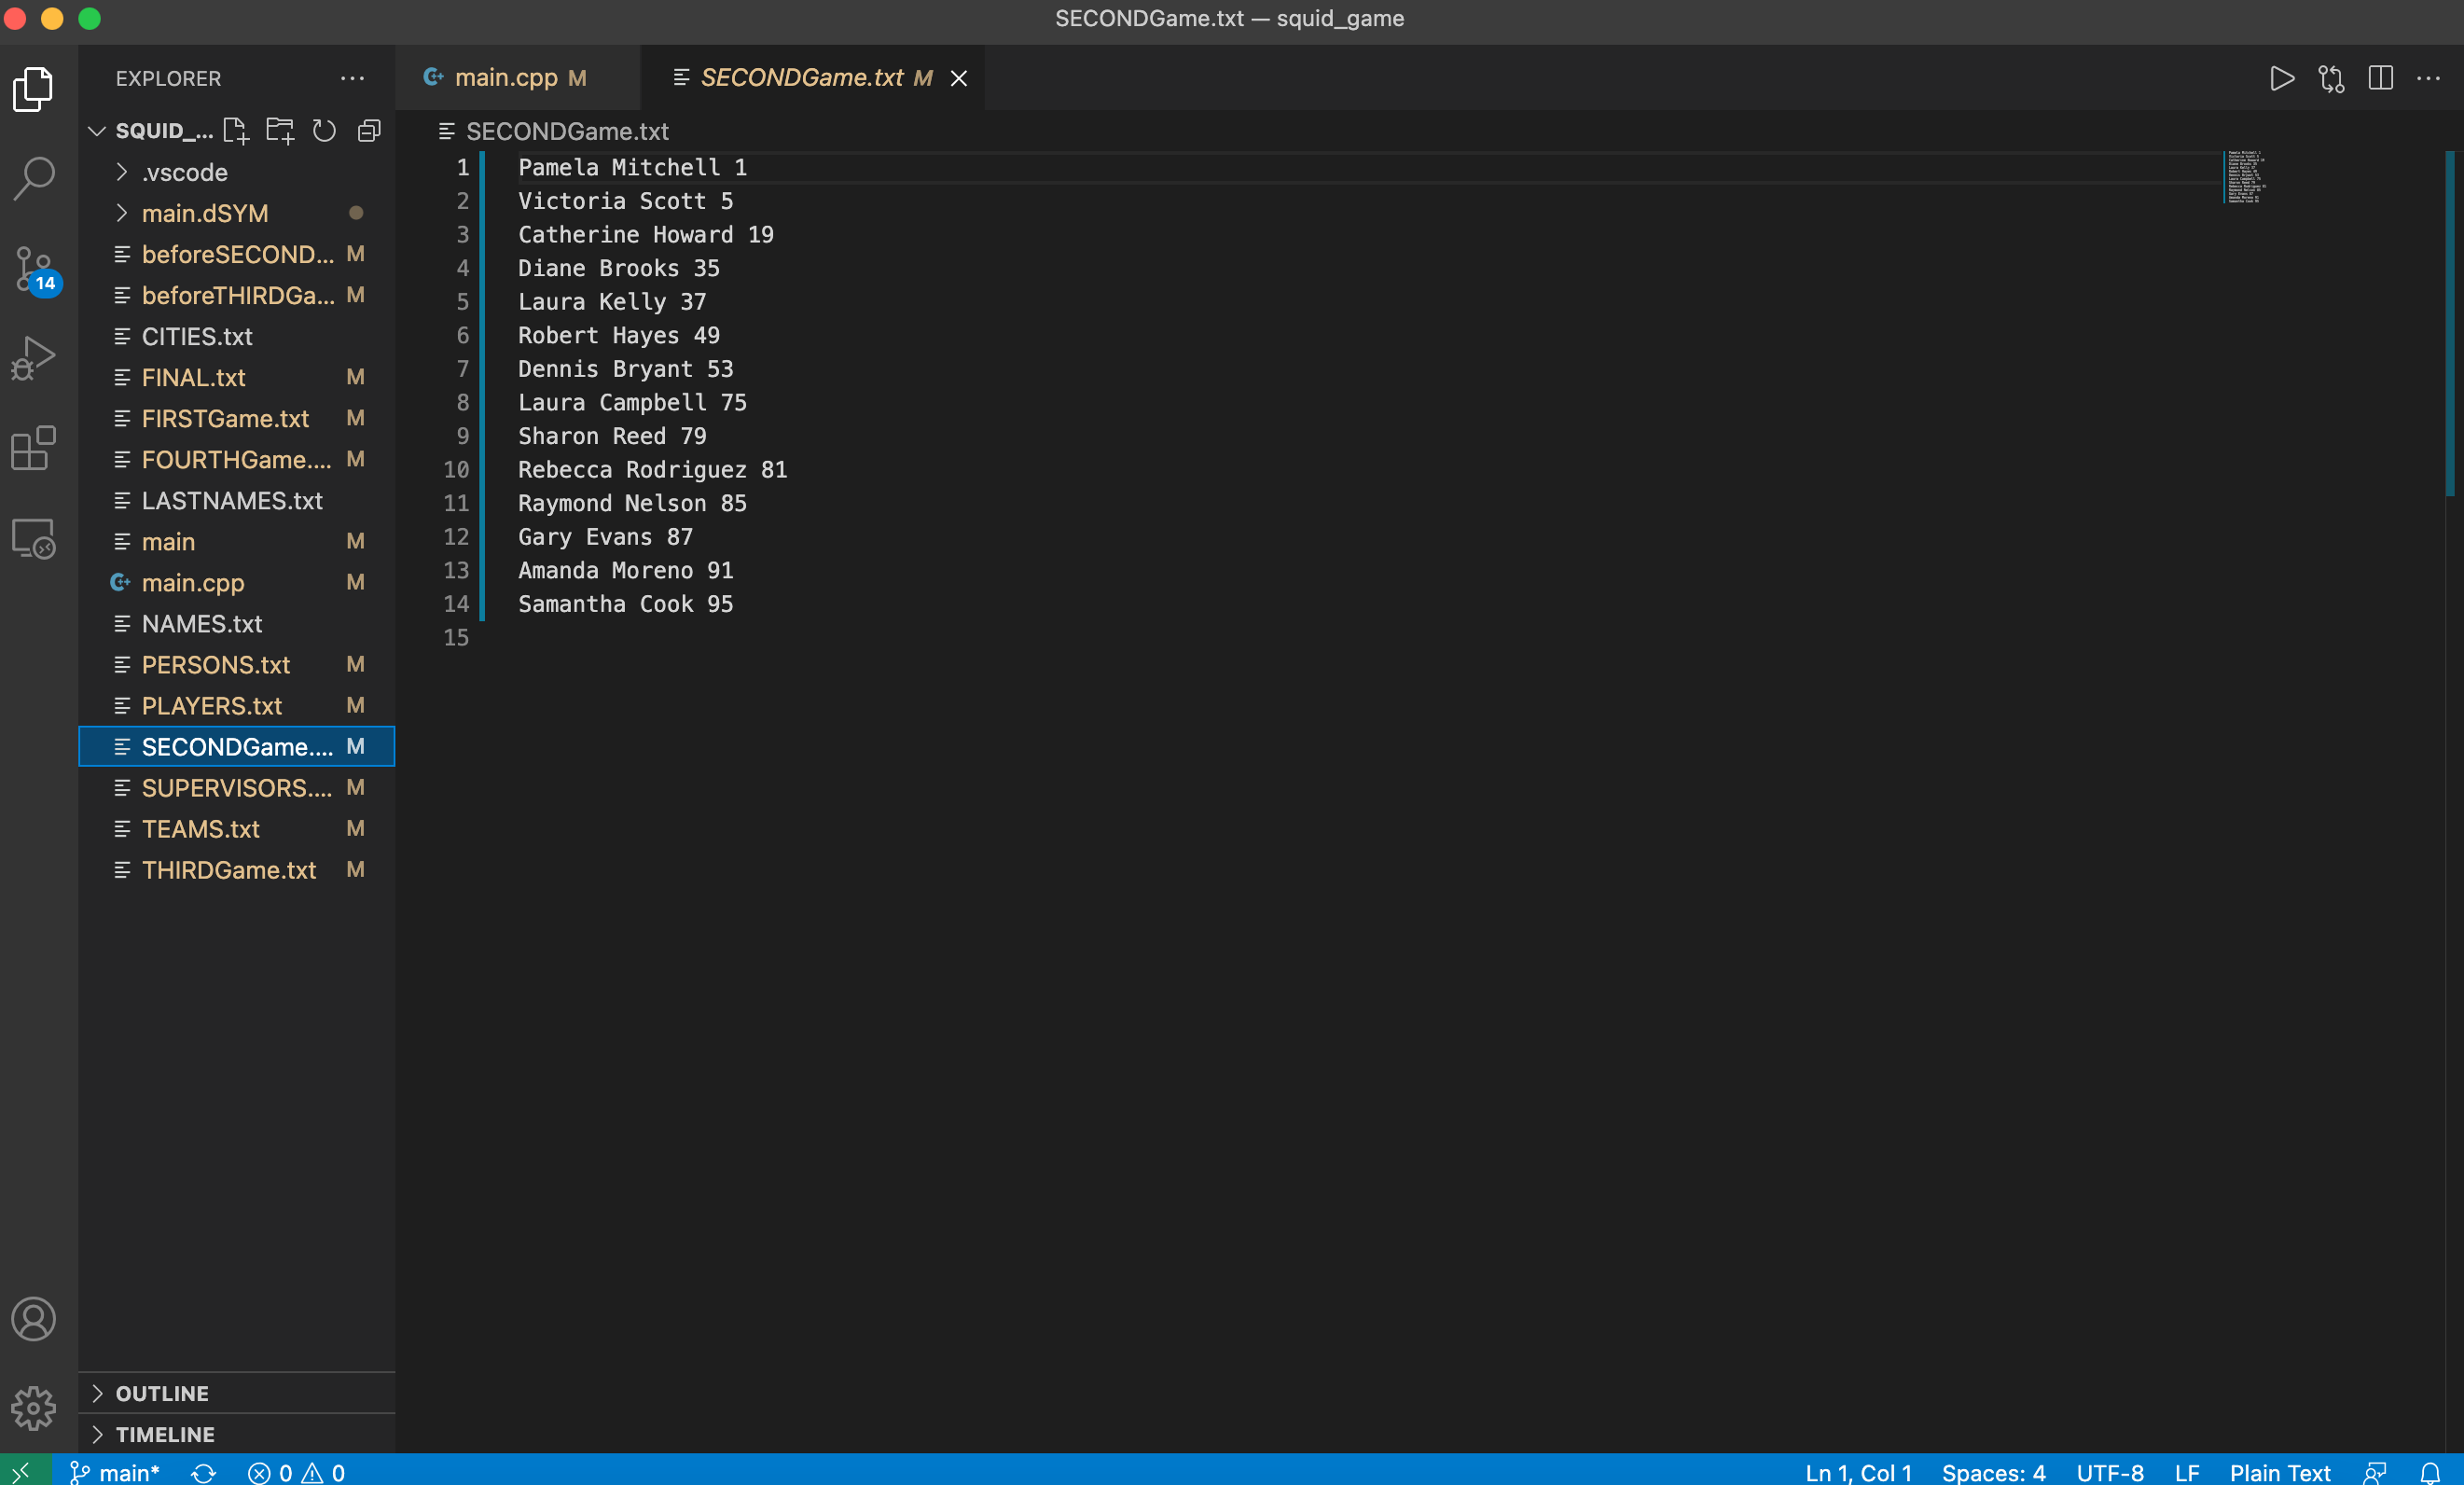 SECONDGame.txt — squid_game
EXPLORER
SQUID_...
.vscode
main.dSYM
beforeSECOND... M
beforeTHIRDGa... M
CITIES.txt
FINAL.txt M
FIRSTGame.txt M
FOURTHGame.... M
LASTNAMES.txt
main M
main.cpp M
NAMES.txt
PERSONS.txt M
PLAYERS.txt M
SECONDGame.... M
SUPERVISORS.... M
TEAMS.txt M
THIRDGame.txt M
OUTLINE
TIMELINE
14
main.cpp M
SECONDGame.txt M
SECONDGame.txt
1 Pamela Mitchell 1
2 Victoria Scott 5
3 Catherine Howard 19
4 Diane Brooks 35
5 Laura Kelly 37
6 Robert Hayes 49
7 Dennis Bryant 53
8 Laura Campbell 75
9 Sharon Reed 79
10 Rebecca Rodriguez 81
11 Raymond Nelson 85
12 Gary Evans 87
13 Amanda Moreno 91
14 Samantha Cook 95
15
main* 0 0 Ln 1, Col 1 Spaces: 4 UTF-8 LF Plain Text